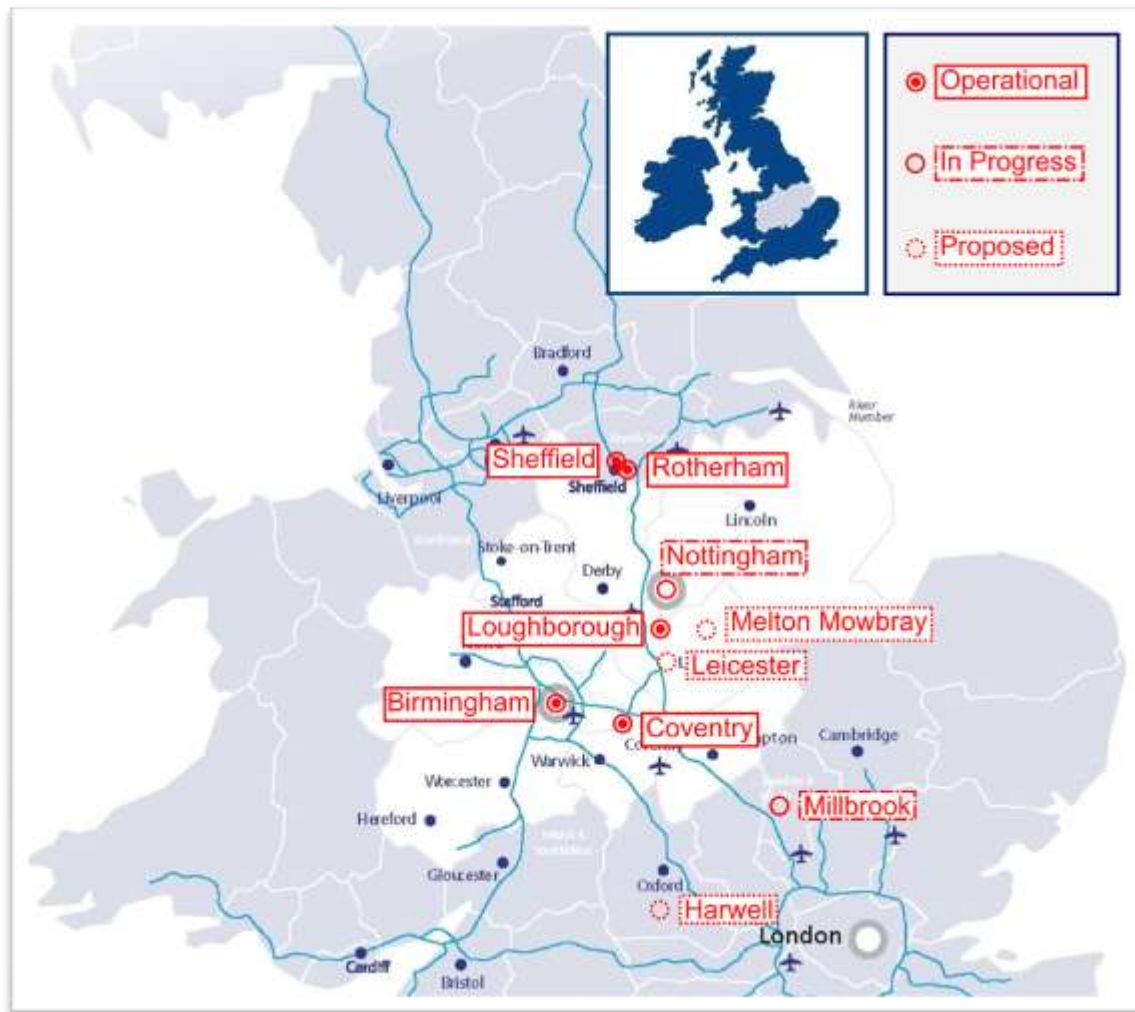 Operational
In Progress
Proposed
Bradford
River
Humber
Sheffield
Rotherham
Sheffield
Liverpool
Lincoln
Stoke-on-Trent
Nottingham
Derby
Stafford
Loughborough
Melton Mowbray
Leicester
Birmingham
Coventry
Cambridge
Warwick
Worcester
Millbrook
Hereford
Gloucester
Oxford
Harwell
London
Cardiff
Bristol